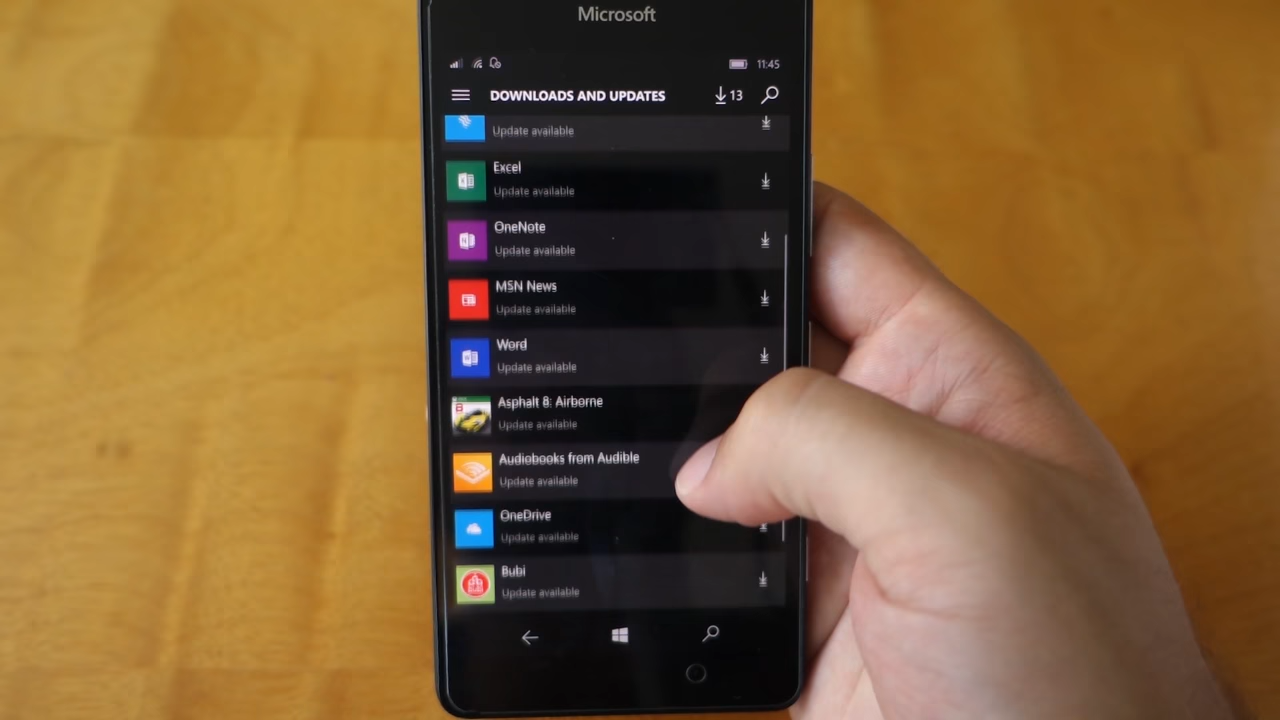 Microsoft
11:45
DOWNLOADS AND UPDATES 13
Update available
Excel
Update available
OneNote
Update available
MSN News
Update available
Word
Update available
Asphalt 8: Airborne
Update available
Audiobooks from Audible
Update available
OneDrive
Update available
Bubi
Update available